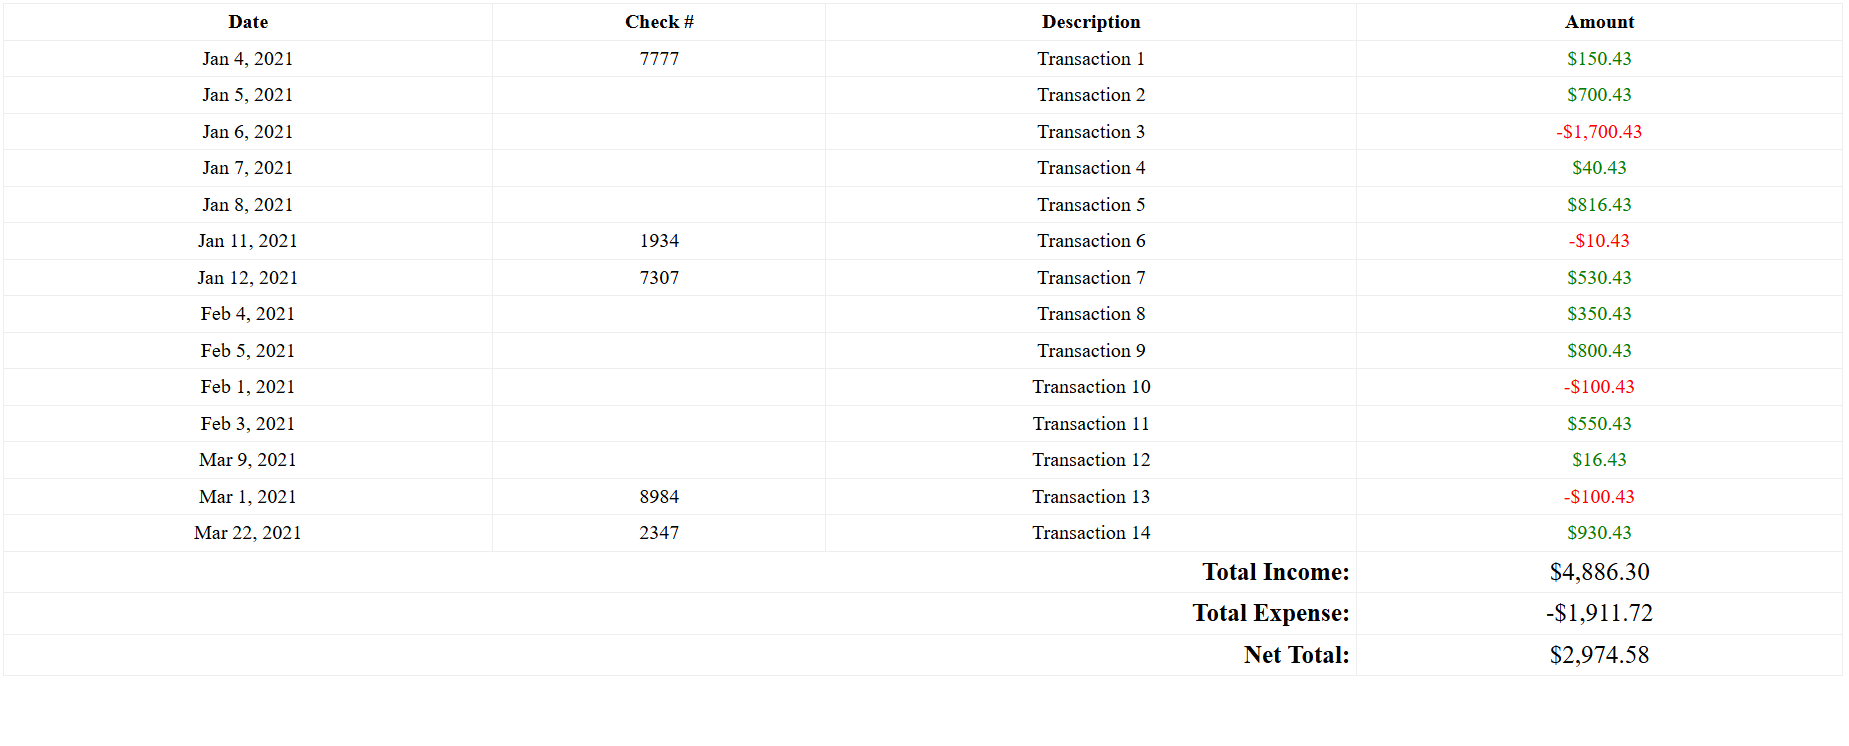 Date Check # Description Amount
Jan 4, 2021 7777 Transaction 1 $150.43
Jan 5, 2021 Transaction 2 $700.43
Jan 6, 2021 Transaction 3 -$1,700.43
Jan 7, 2021 Transaction 4 $40.43
Jan 8, 2021 Transaction 5 $816.43
Jan 11, 2021 1934 Transaction 6 -$10.43
Jan 12, 2021 7307 Transaction 7 $530.43
Feb 4, 2021 Transaction 8 $350.43
Feb 5, 2021 Transaction 9 $800.43
Feb 1, 2021 Transaction 10 -$100.43
Feb 3, 2021 Transaction 11 $550.43
Mar 9, 2021 Transaction 12 $16.43
Mar 1, 2021 8984 Transaction 13 -$100.43
Mar 22, 2021 2347 Transaction 14 $930.43
Total Income: $4,886.30
Total Expense: -$1,911.72
Net Total: $2,974.58